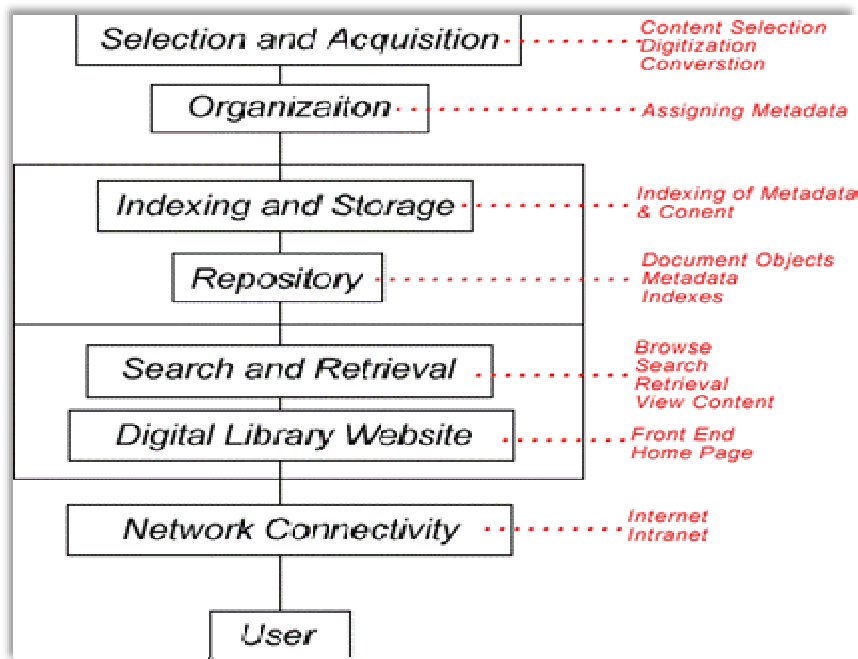 Selection and Acquisition
Content Selection
Digitization
Converstion
Organizaiton
Assigning Metadata
Indexing and Storage
Indexing of Metadata
& Conent
Repository
Document Objects
Metadata
Indexes
Search and Retrieval
Browse
Search
Retrieval
View Content
Digital Library Website
Front End
Home Page
Network Connectivity
Internet
Intranet
User